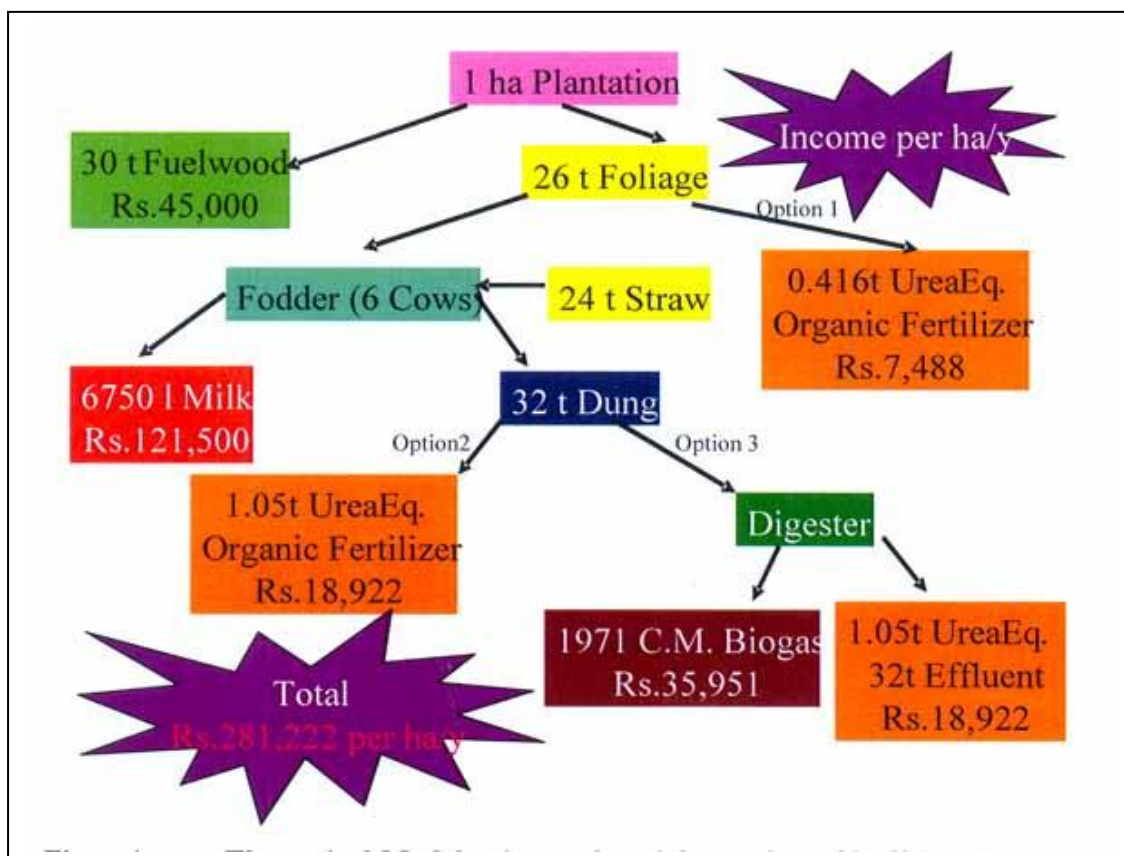 1 ha Plantation
Income per ha/y
30 t Fuelwood
Rs.45,000
26 t Foliage
Option 1
Fodder (6 Cows)
24 t Straw
0.416t UreaEq.
Organic Fertilizer
Rs.7,488
6750 l Milk
Rs.121,500
32 t Dung
Option2
Option 3
1.05t UreaEq.
Organic Fertilizer
Rs.18,922
Digester
1971 C.M. Biogas
Rs.35,951
1.05t UreaEq.
32t Effluent
Rs.18,922
Total
Rs.281,222 per ha/y